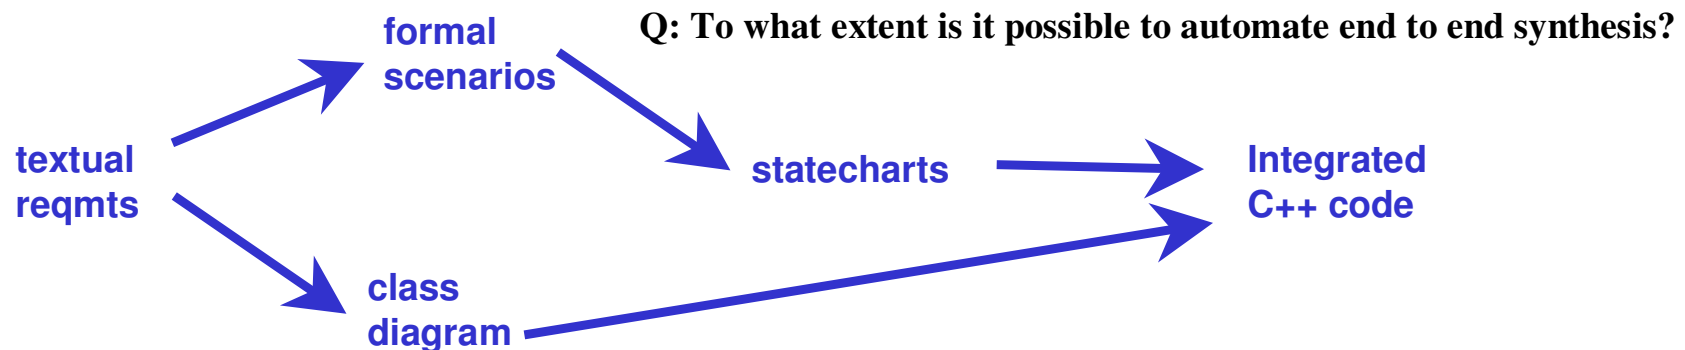 Q: To what extent is it possible to automate end to end synthesis?
formal
scenarios
textual
reqmts
statecharts
Integrated
C++ code
class
diagram